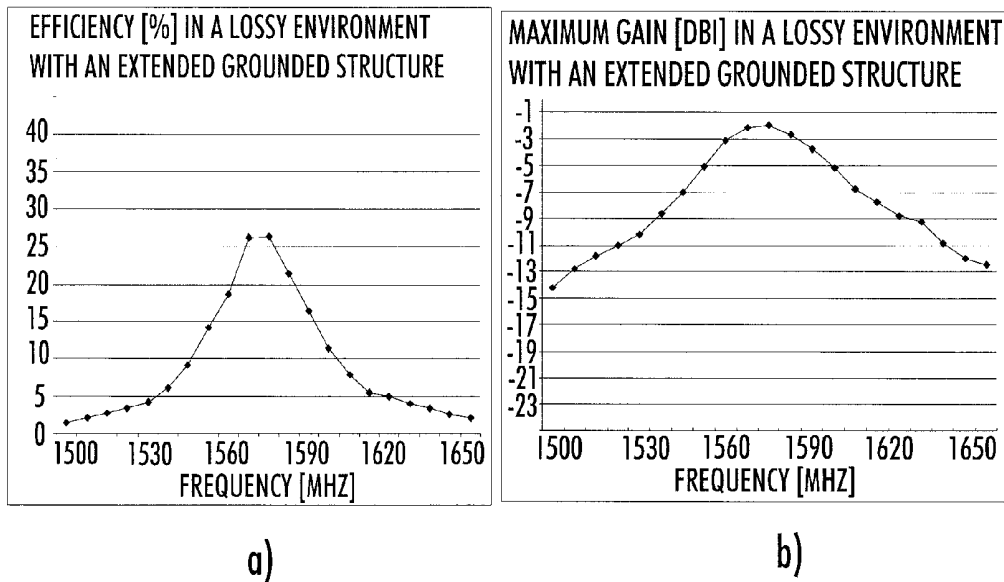 EFFICIENCY [%] IN A LOSSY ENVIRONMENT
WITH AN EXTENDED GROUNDED STRUCTURE
40
35
30
25
20
15
10
5
0
1500 1530 1560 1590 1620 1650
FREQUENCY [MHZ]
a)
MAXIMUM GAIN [DBI] IN A LOSSY ENVIRONMENT
WITH AN EXTENDED GROUNDED STRUCTURE
-1
-3
-5
-7
-9
-11
-13
-15
-17
-19
-21
-23
1500 1530 1560 1590 1620 1650
FREQUENCY [MHZ]
b)